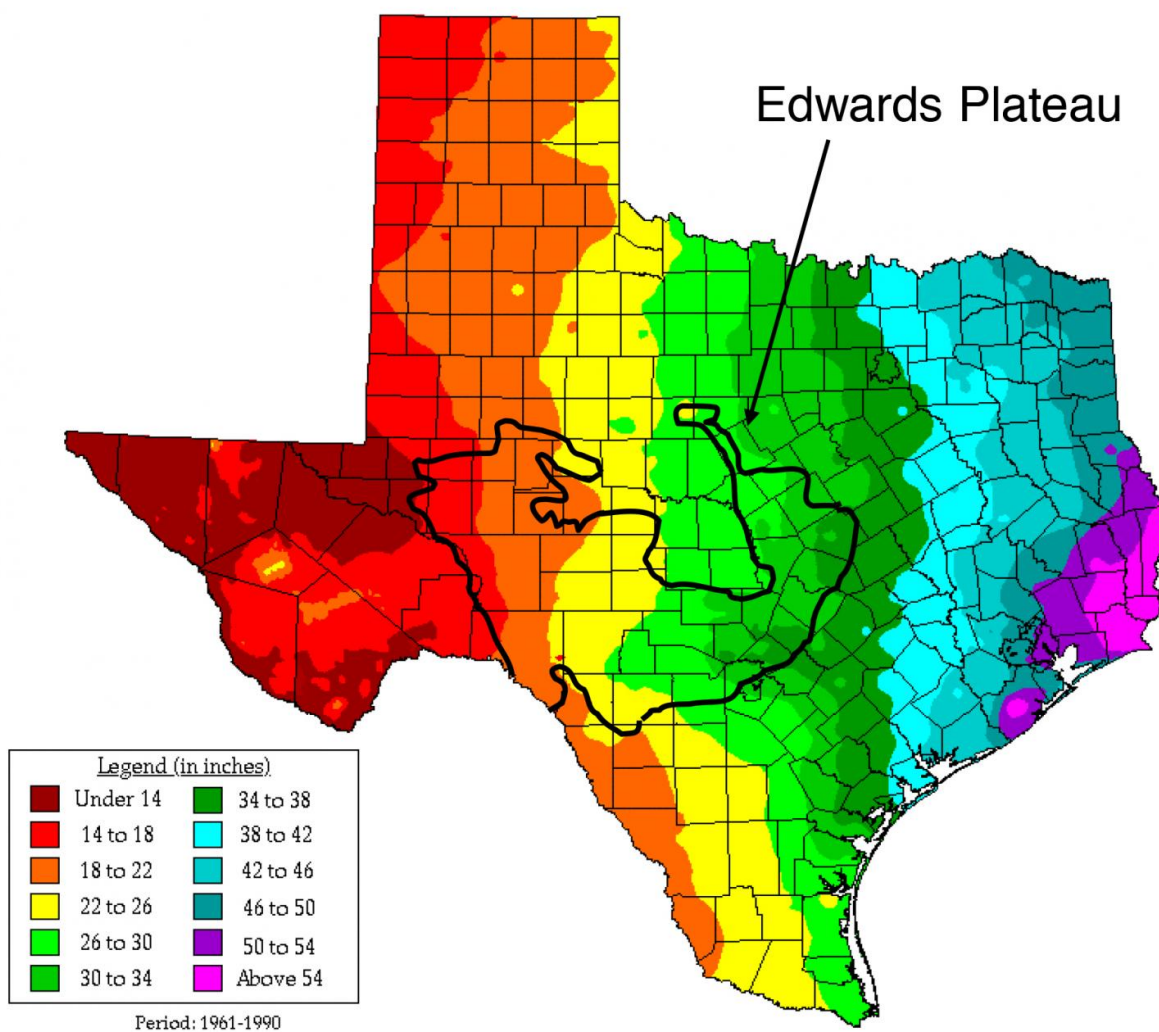 Edwards Plateau
Legend (in inches)
Under 14
14 to 18
18 to 22
22 to 26
26 to 30
30 to 34
34 to 38
38 to 42
42 to 46
46 to 50
50 to 54
Above 54
Period: 1961-1990